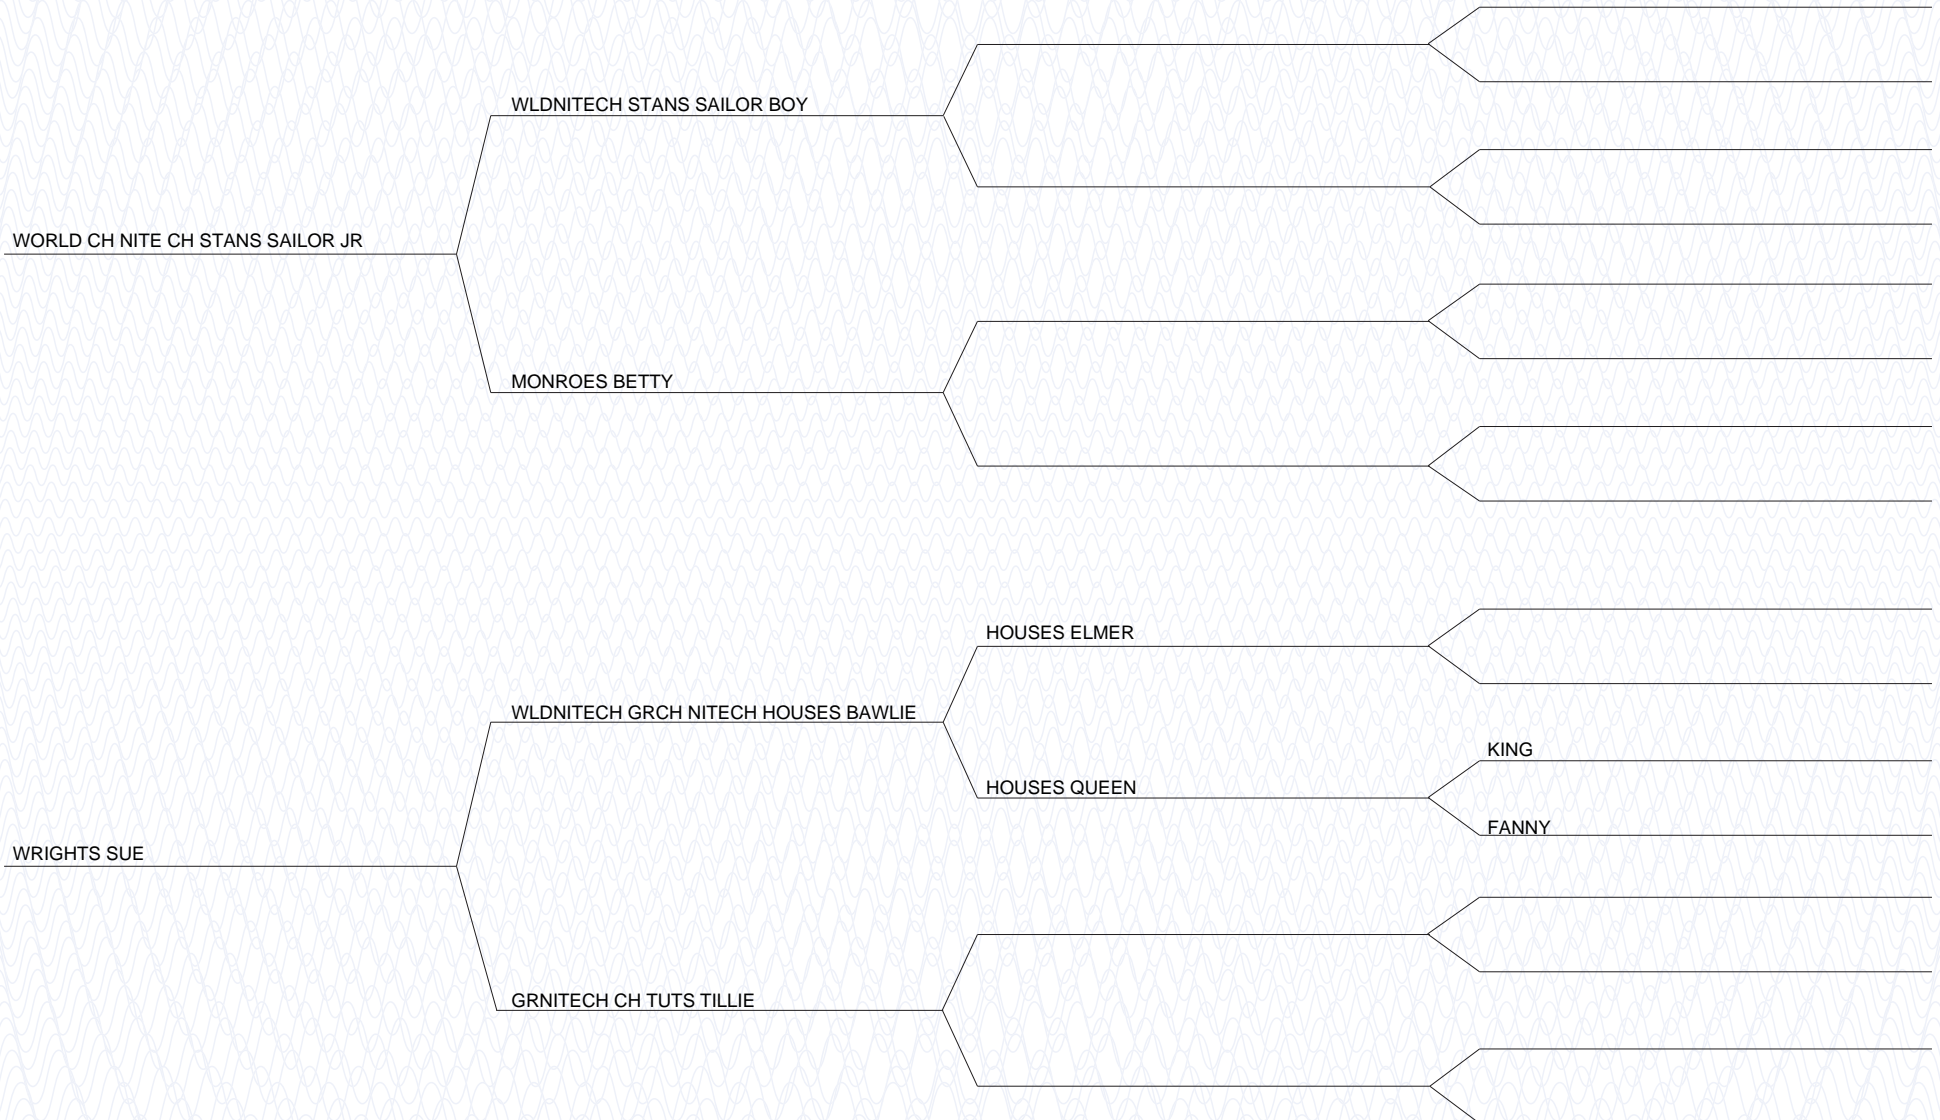 WLDNITECH STANS SAILOR BOY
WORLD CH NITE CH STANS SAILOR JR
MONROES BETTY
HOUSES ELMER
WLDNITECH GRCH NITECH HOUSES BAWLIE
KING
HOUSES QUEEN
FANNY
WRIGHTS SUE
GRNITECH CH TUTS TILLIE